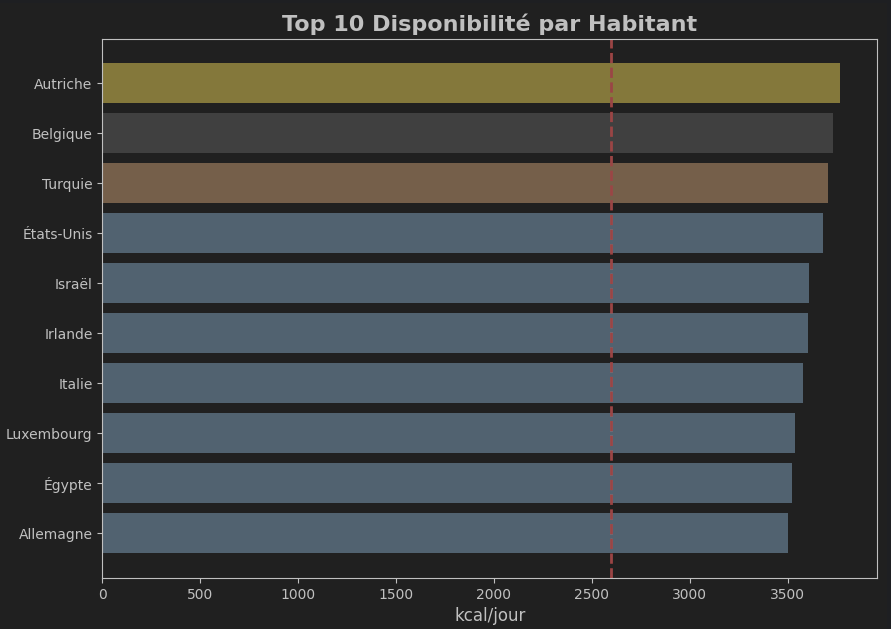 Top 10 Disponibilité par Habitant
Autriche
Belgique
Turquie
États-Unis
Israël
Irlande
Italie
Luxembourg
Égypte
Allemagne
0 500 1000 1500 2000 2500 3000 3500
kcal/jour